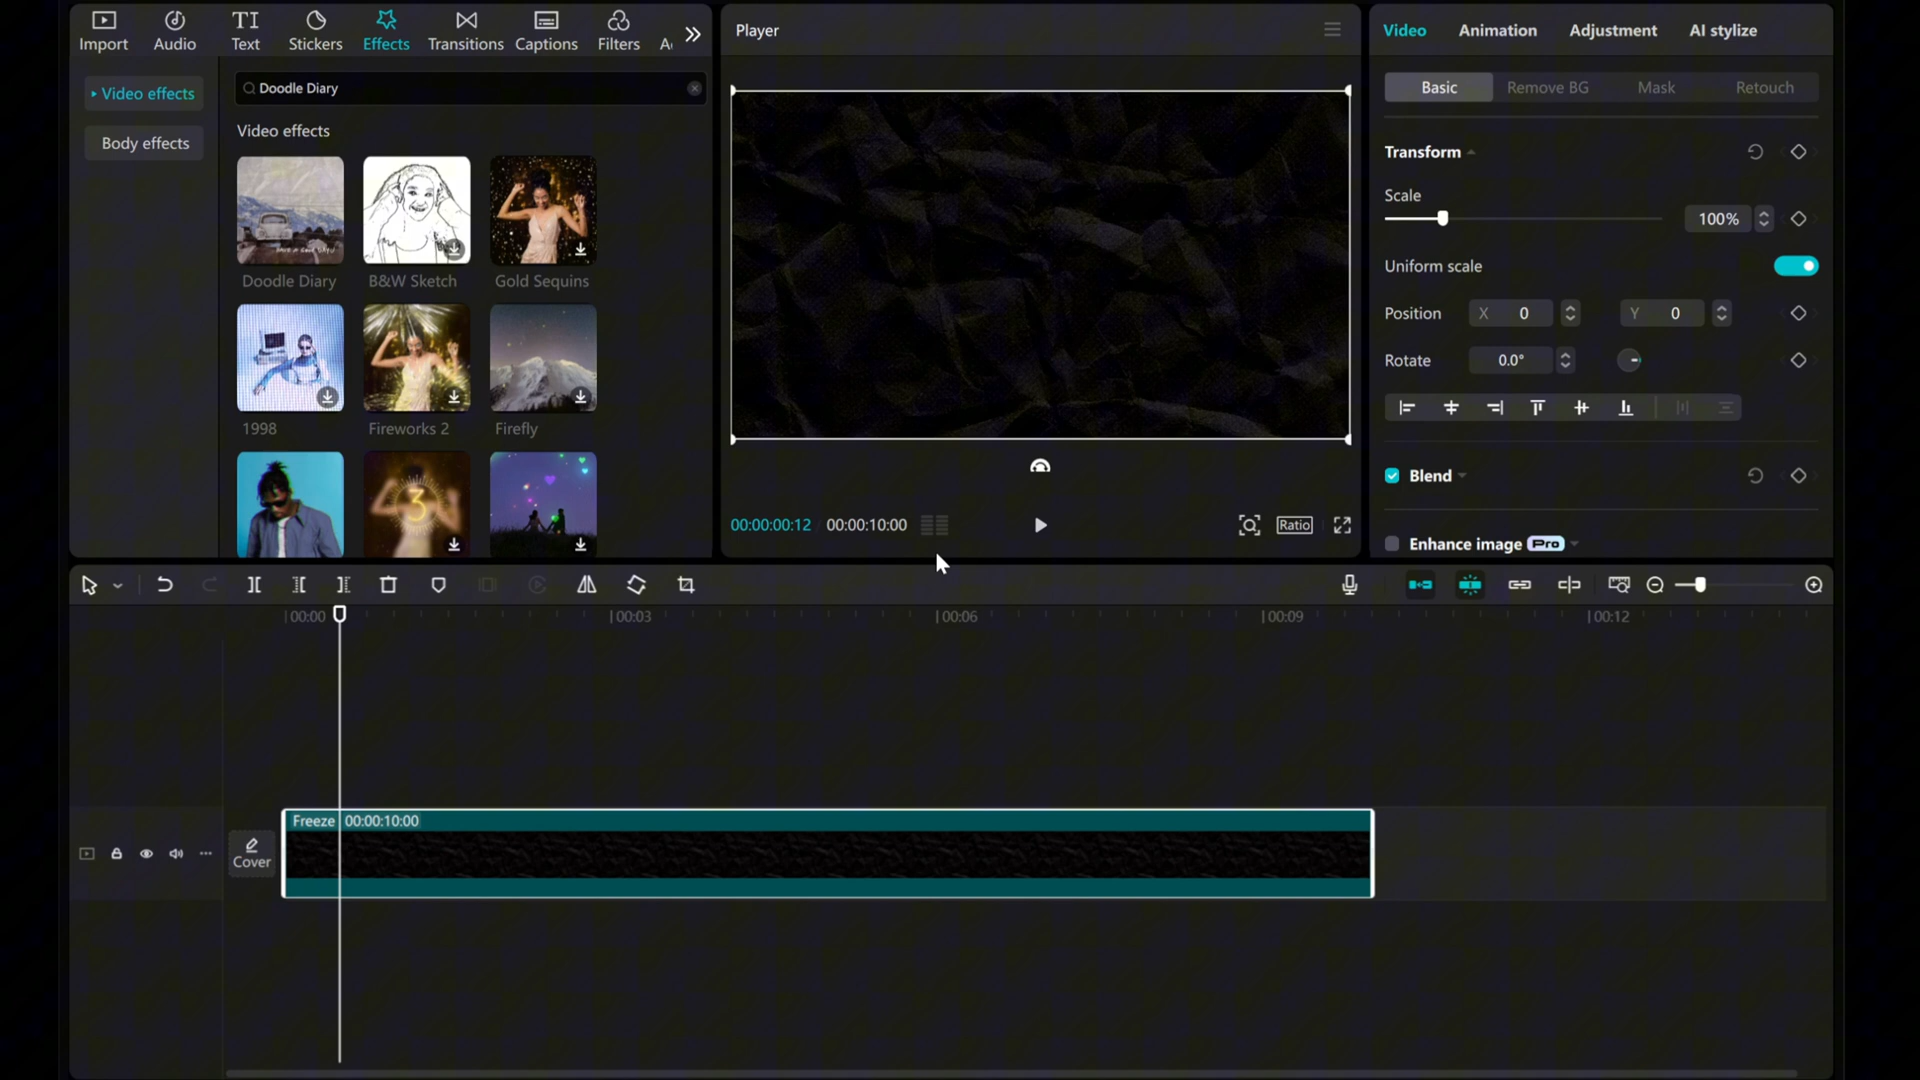 Import Audio Text Stickers Effects Transitions Captions Filters
Video effects
Body effects
Doodle Diary
Video effects
Doodle Diary B&W Sketch Gold Sequins
1998 Fireworks 2 Firefly
3
Player
00:00:00:12 00:00:10:00
Ratio
Video Animation Adjustment AI stylize
Basic Remove BG Mask Retouch
Transform
Scale
100%
Uniform scale
Position X 0 Y 0
Rotate 0.0°
Blend
Enhance image Pro
00:00 00:03 00:06 00:09 00:12
Freeze 00:00:10:00
Cover